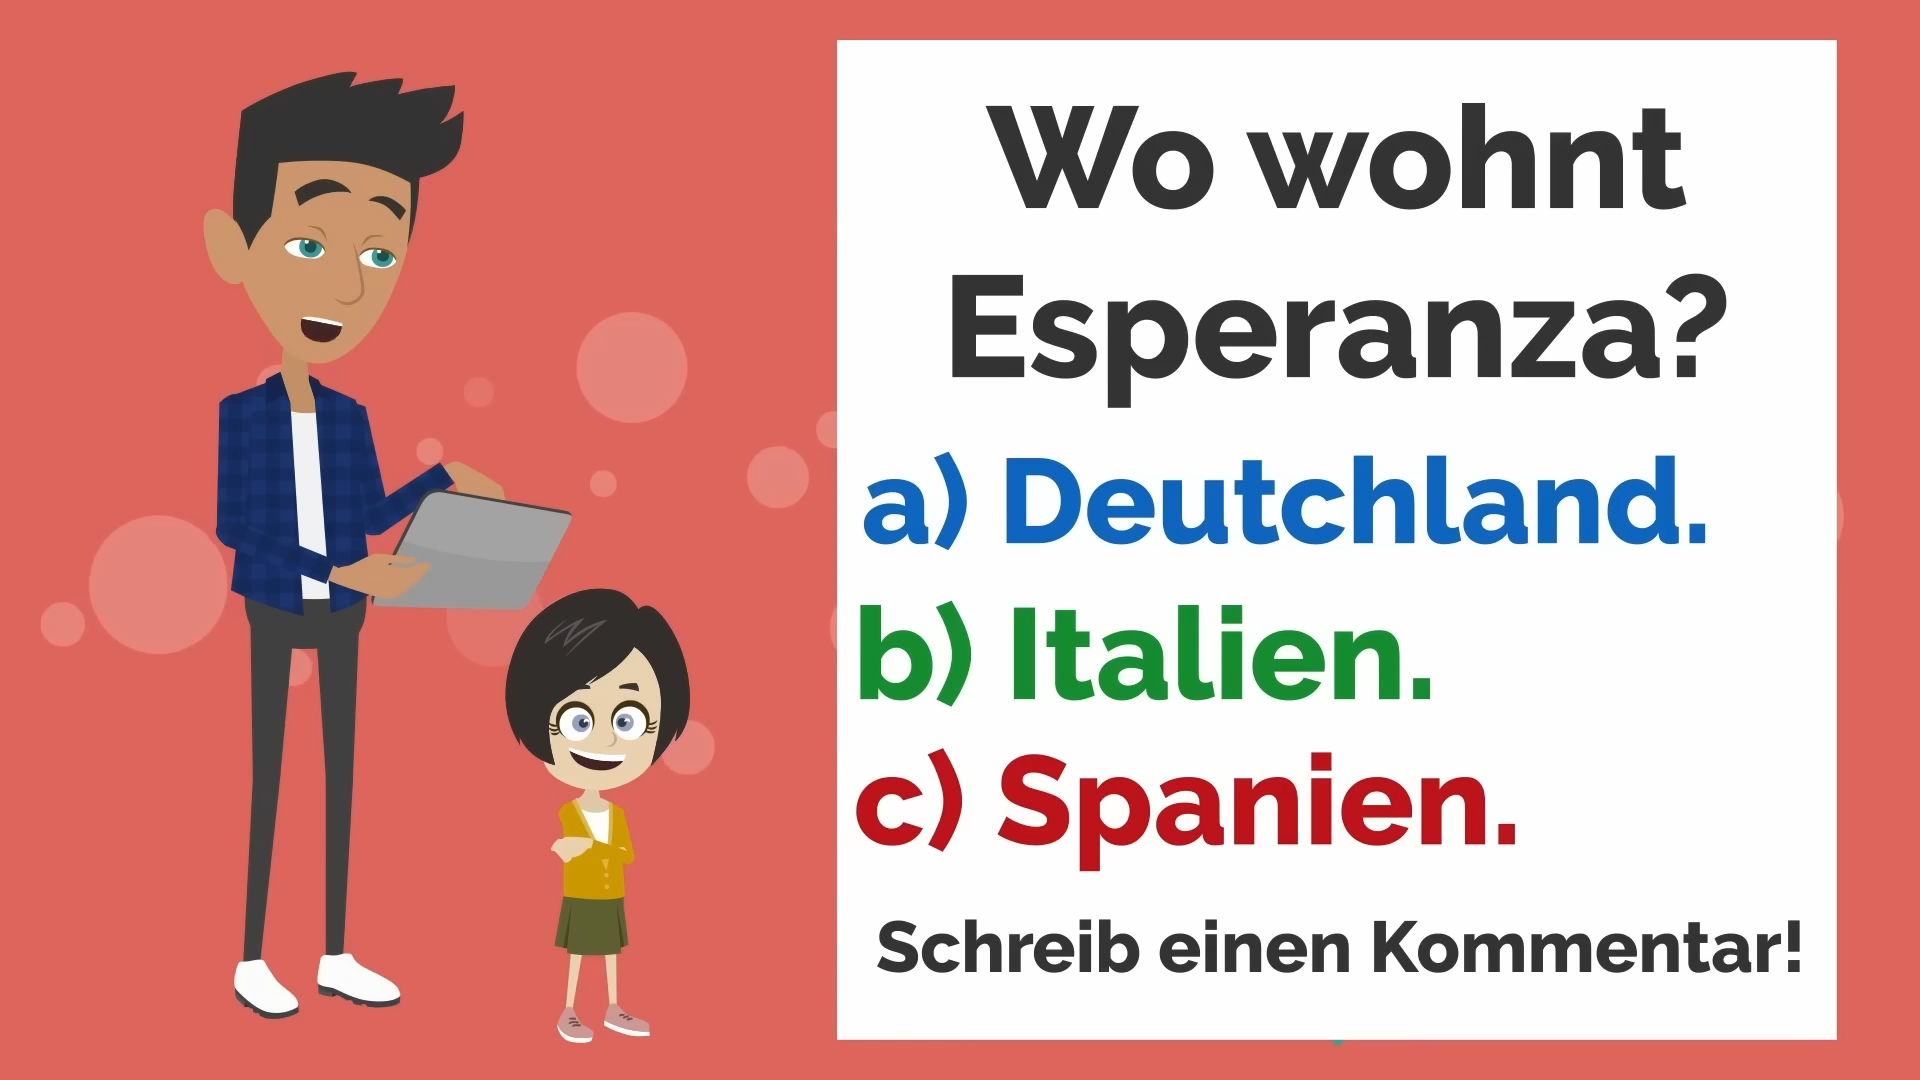 Wo wohnt
Esperanza?
a) Deutchland.
b) Italien.
c) Spanien.
Schreib einen Kommentar!